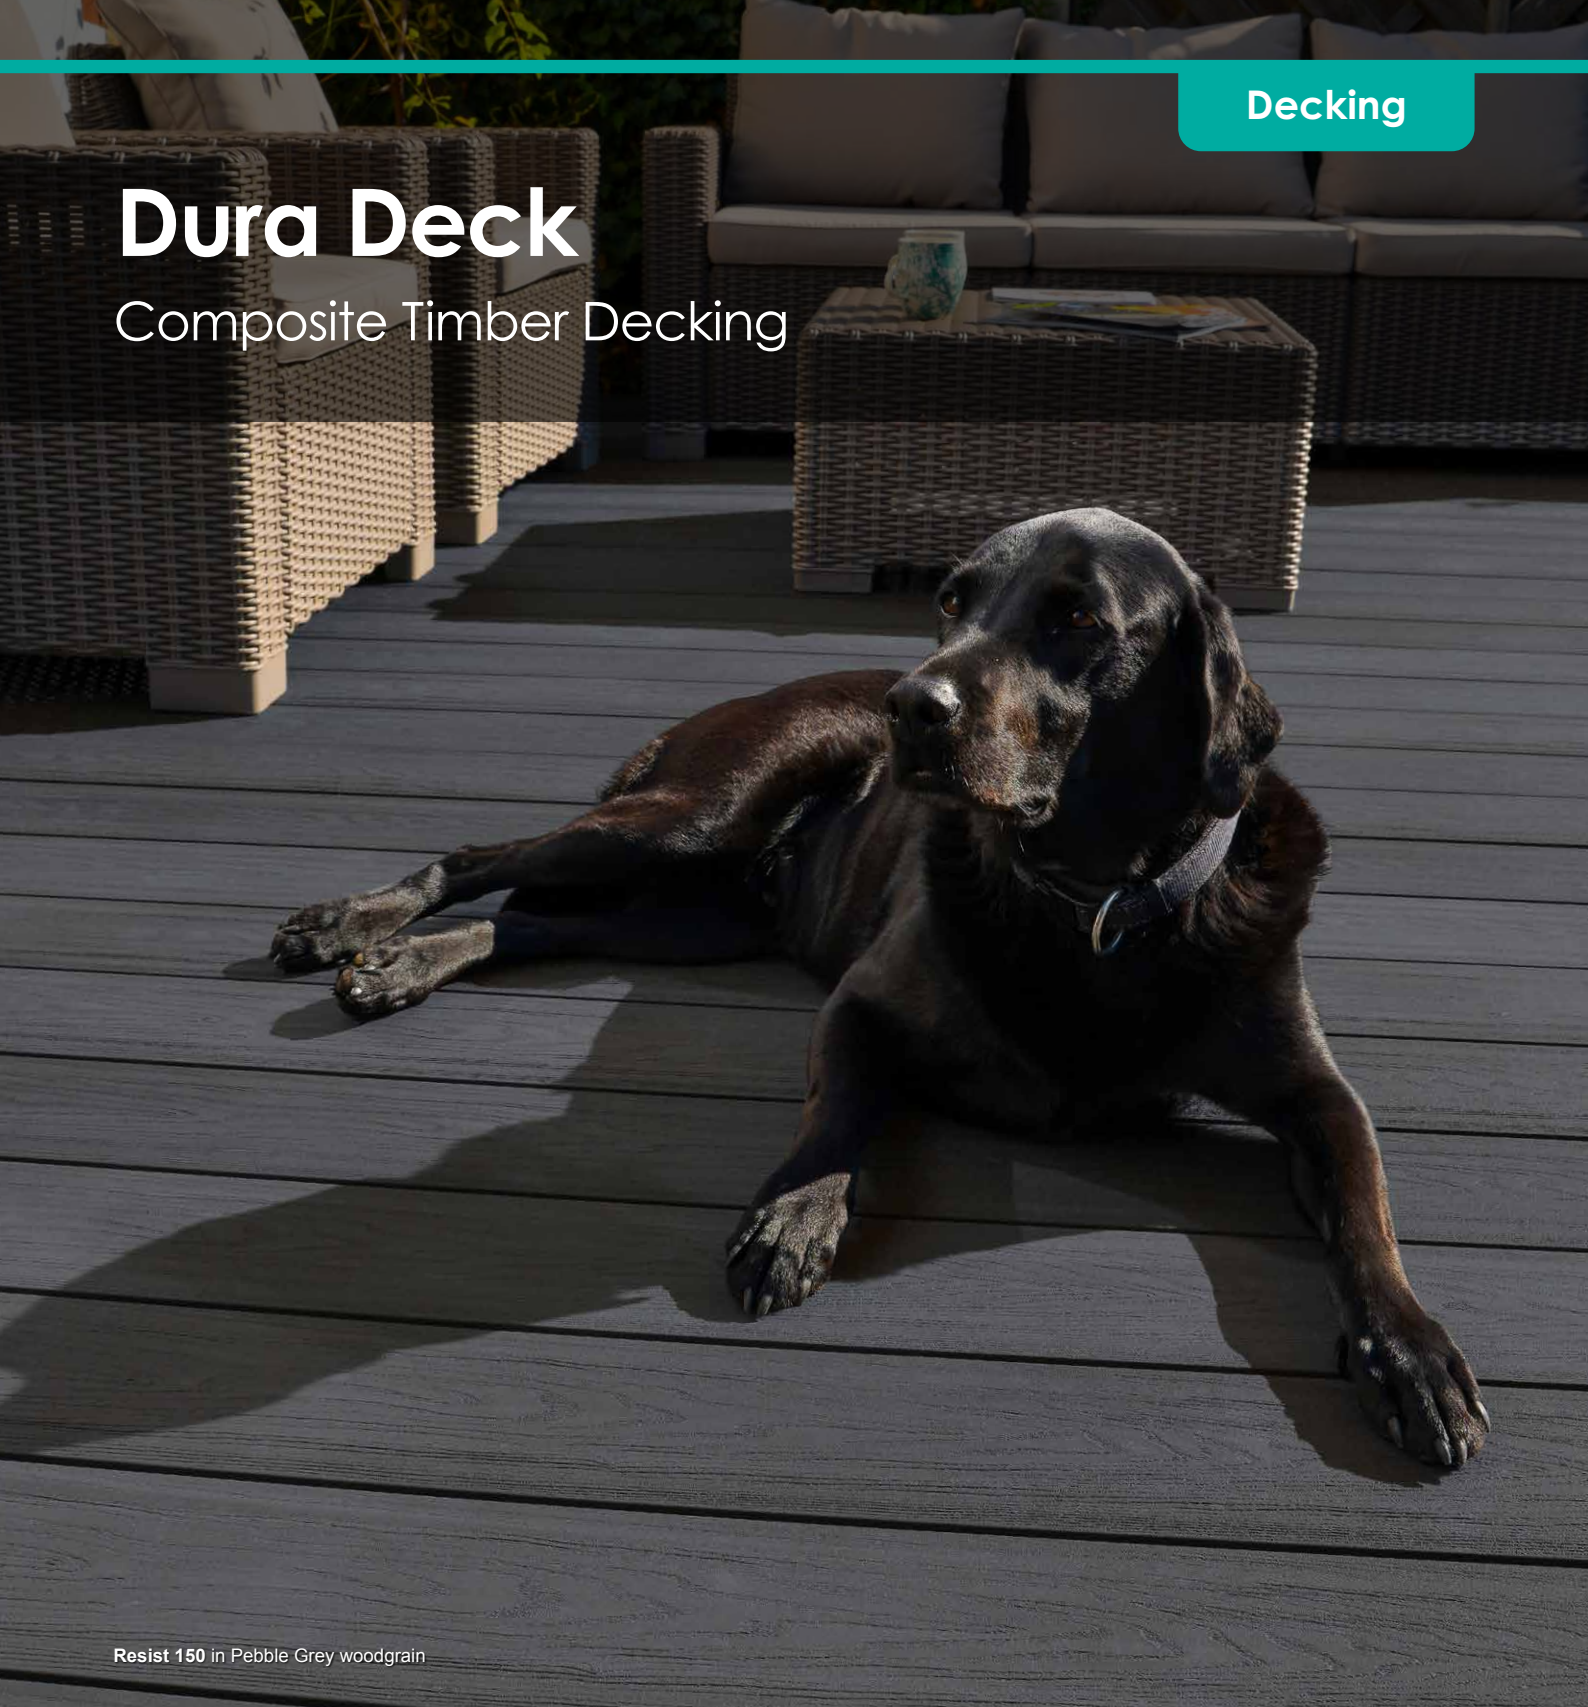 Decking
Dura Deck
Composite Timber Decking
Resist 150 in Pebble Grey woodgrain